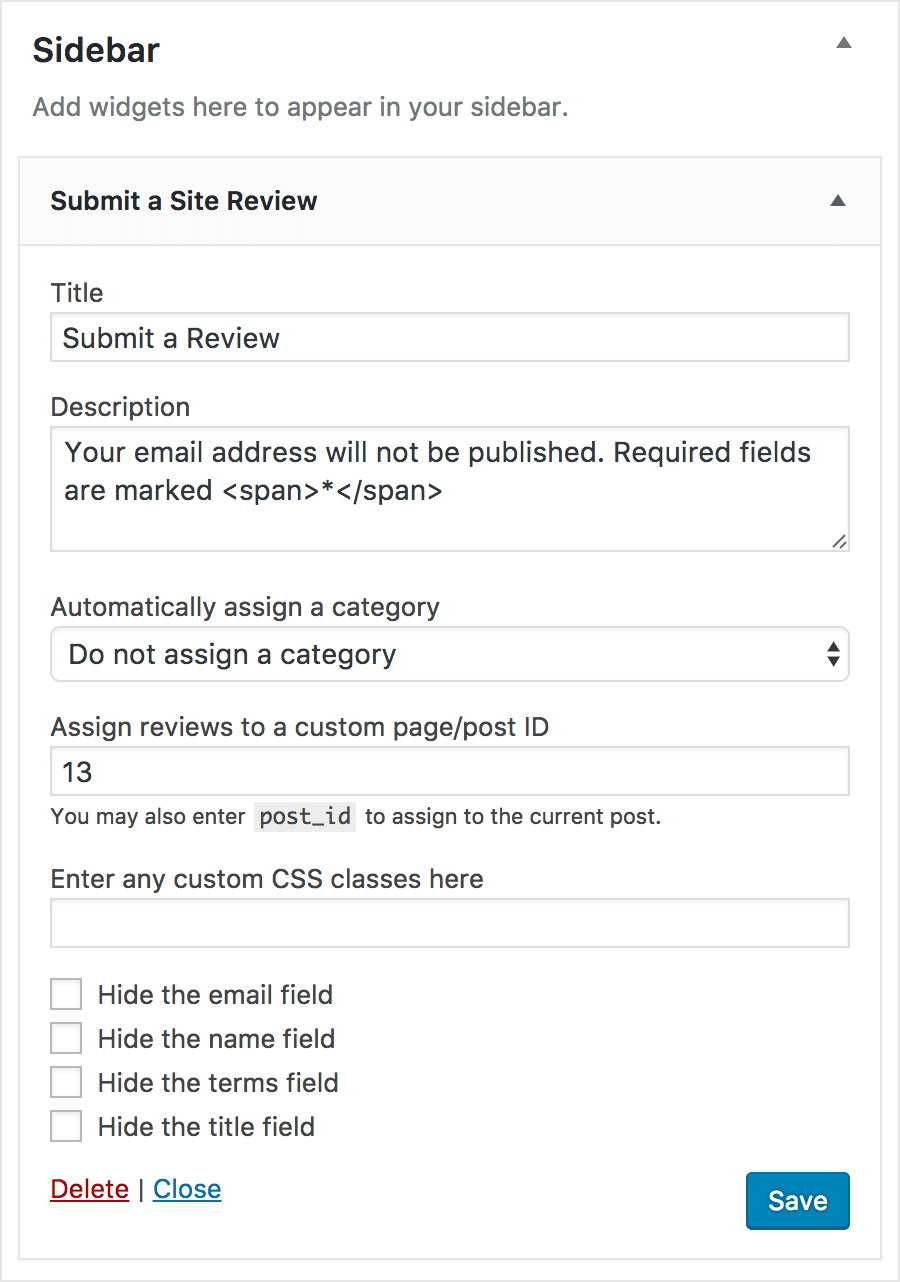 Sidebar
Add widgets here to appear in your sidebar.
Submit a Site Review
Title
Submit a Review
Description
Your email address will not be published. Required fields
are marked <span>*</span>
Automatically assign a category
Do not assign a category
Assign reviews to a custom page/post ID
13
You may also enter post_id to assign to the current post.
Enter any custom CSS classes here
Hide the email field
Hide the name field
Hide the terms field
Hide the title field
Delete | Close
Save